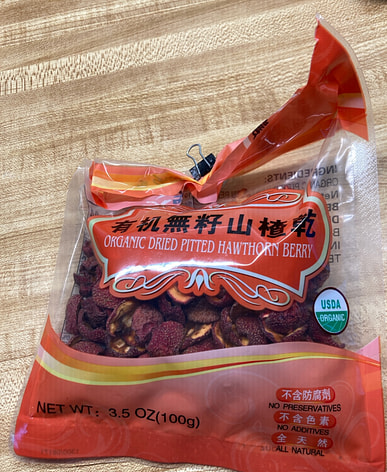 有机無籽山楂乾
ORGANIC DRIED PITTED HAWTHORN BERRY
USDA
ORGANIC
不含防腐劑
NO PRESERVATIVES
不含色素
NO ADDITIVES
全天然
ALL NATURAL
NET WT: 3.5 OZ(100g)